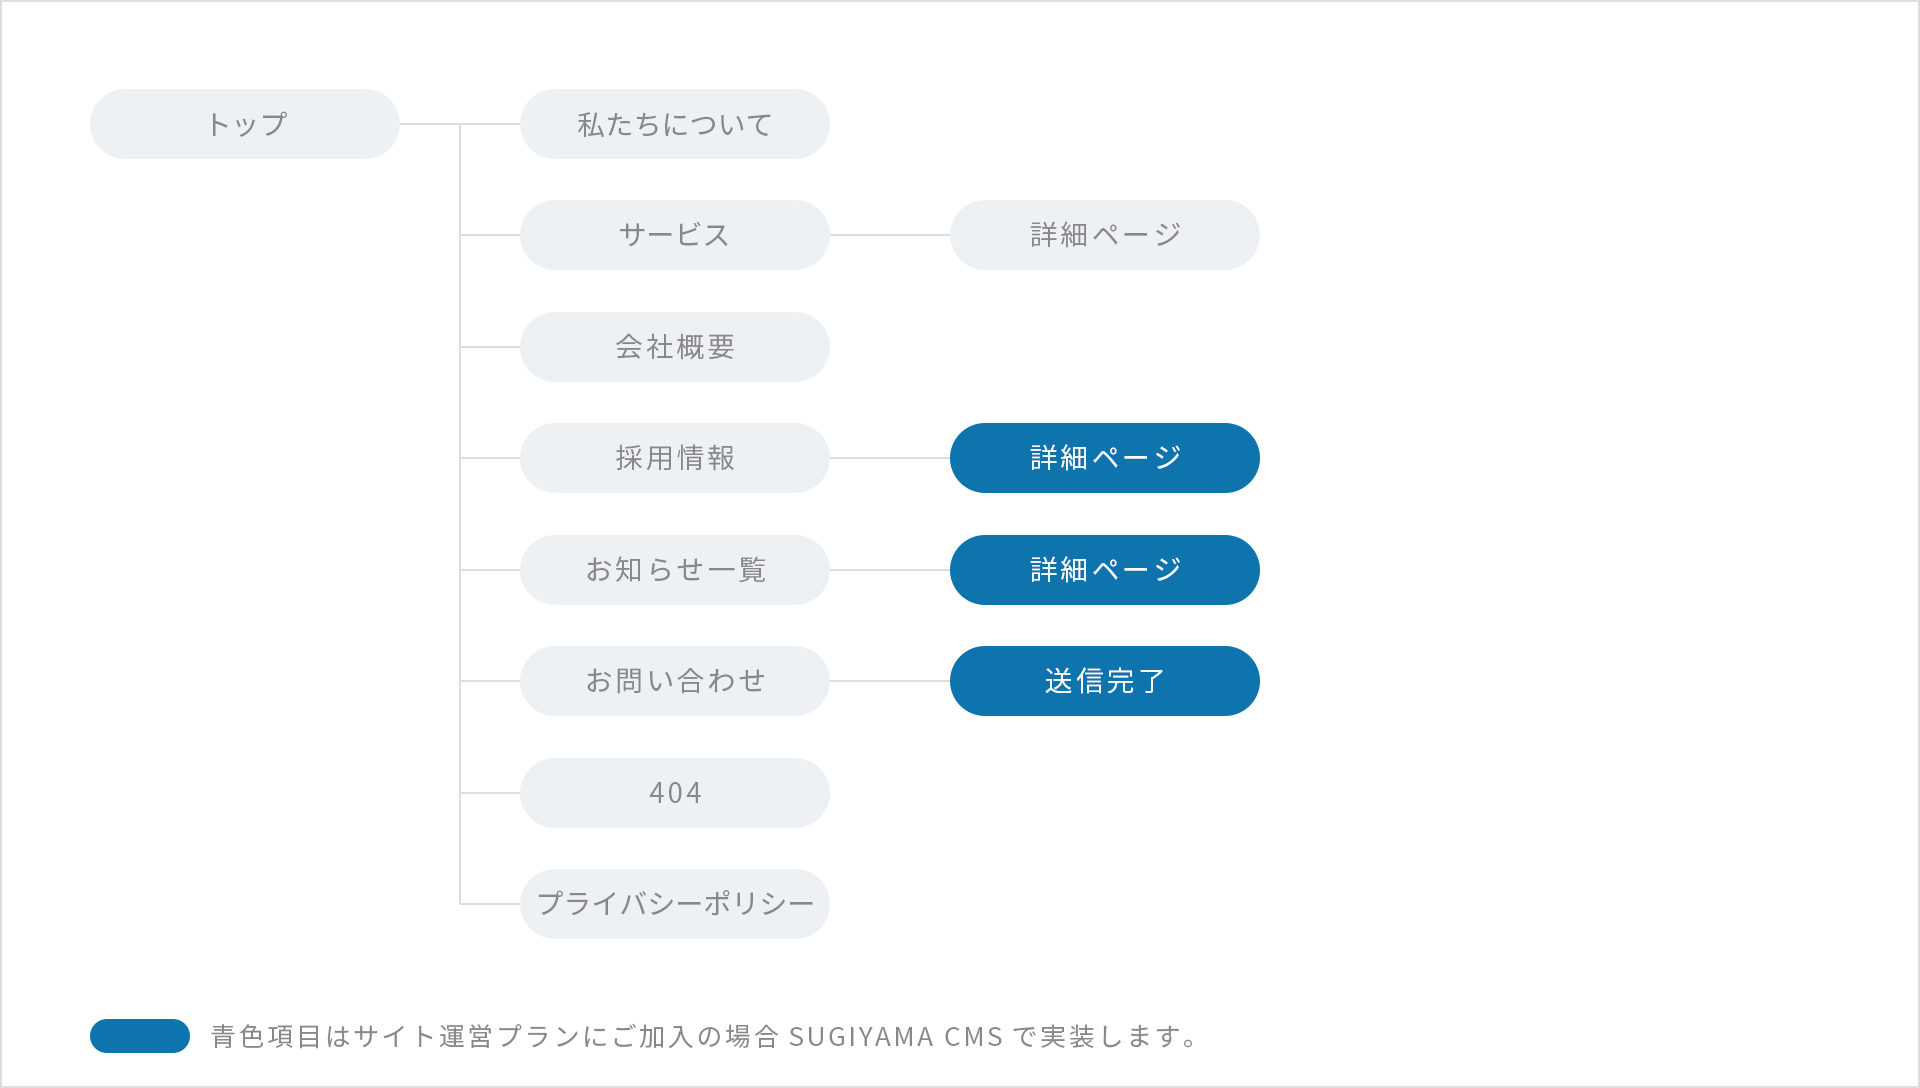 トップ
私たちについて
サービス
詳細ページ
会社概要
採用情報
詳細ページ
お知らせ一覧
詳細ページ
お問い合わせ
送信完了
404
プライバシーポリシー
青色項目はサイト運営プランにご加入の場合 SUGIYAMA CMS で実装します。